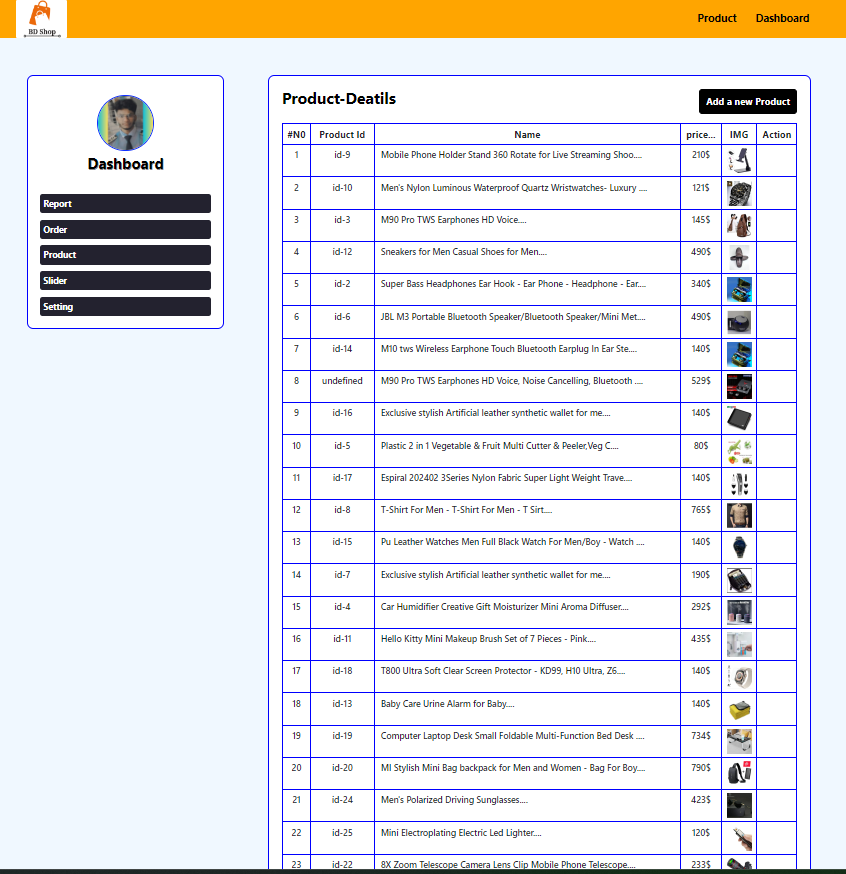 BD Shop
Product Dashboard
Dashboard
Report
Order
Product
Slider
Setting
Product-Deatils
Add a new Product
#N0 Product Id Name price... IMG Action
1 id-9 Mobile Phone Holder Stand 360 Rotate for Live Streaming Shoo.... 210$
2 id-10 Men's Nylon Luminous Waterproof Quartz Wristwatches- Luxury .... 121$
3 id-3 M90 Pro TWS Earphones HD Voice.... 145$
4 id-12 Sneakers for Men Casual Shoes for Men.... 490$
5 id-2 Super Bass Headphones Ear Hook - Ear Phone - Headphone - Ear.... 340$
6 id-6 JBL M3 Portable Bluetooth Speaker/Bluetooth Speaker/Mini Met.... 490$
7 id-14 M10 tws Wireless Earphone Touch Bluetooth Earplug In Ear Ste.... 140$
8 undefined M90 Pro TWS Earphones HD Voice, Noise Cancelling, Bluetooth .... 529$
9 id-16 Exclusive stylish Artificial leather synthetic wallet for me.... 140$
10 id-5 Plastic 2 in 1 Vegetable & Fruit Multi Cutter & Peeler,Veg C.... 80$
11 id-17 Espiral 202402 3Series Nylon Fabric Super Light Weight Trave.... 140$
12 id-8 T-Shirt For Men - T-Shirt For Men - T Sirt.... 765$
13 id-15 Pu Leather Watches Men Full Black Watch For Men/Boy - Watch .... 140$
14 id-7 Exclusive stylish Artificial leather synthetic wallet for me.... 190$
15 id-4 Car Humidifier Creative Gift Moisturizer Mini Aroma Diffuser.... 292$
16 id-11 Hello Kitty Mini Makeup Brush Set of 7 Pieces - Pink.... 435$
17 id-18 T800 Ultra Soft Clear Screen Protector - KD99, H10 Ultra, Z6.... 140$
18 id-13 Baby Care Urine Alarm for Baby.... 140$
19 id-19 Computer Laptop Desk Small Foldable Multi-Function Bed Desk .... 734$
20 id-20 MI Stylish Mini Bag backpack for Men and Women - Bag For Boy.... 790$
21 id-24 Men's Polarized Driving Sunglasses.... 423$
22 id-25 Mini Electroplating Electric Led Lighter.... 120$
23 id-22 8X Zoom Telescope Camera Lens Clip Mobile Phone Telescope.... 233$